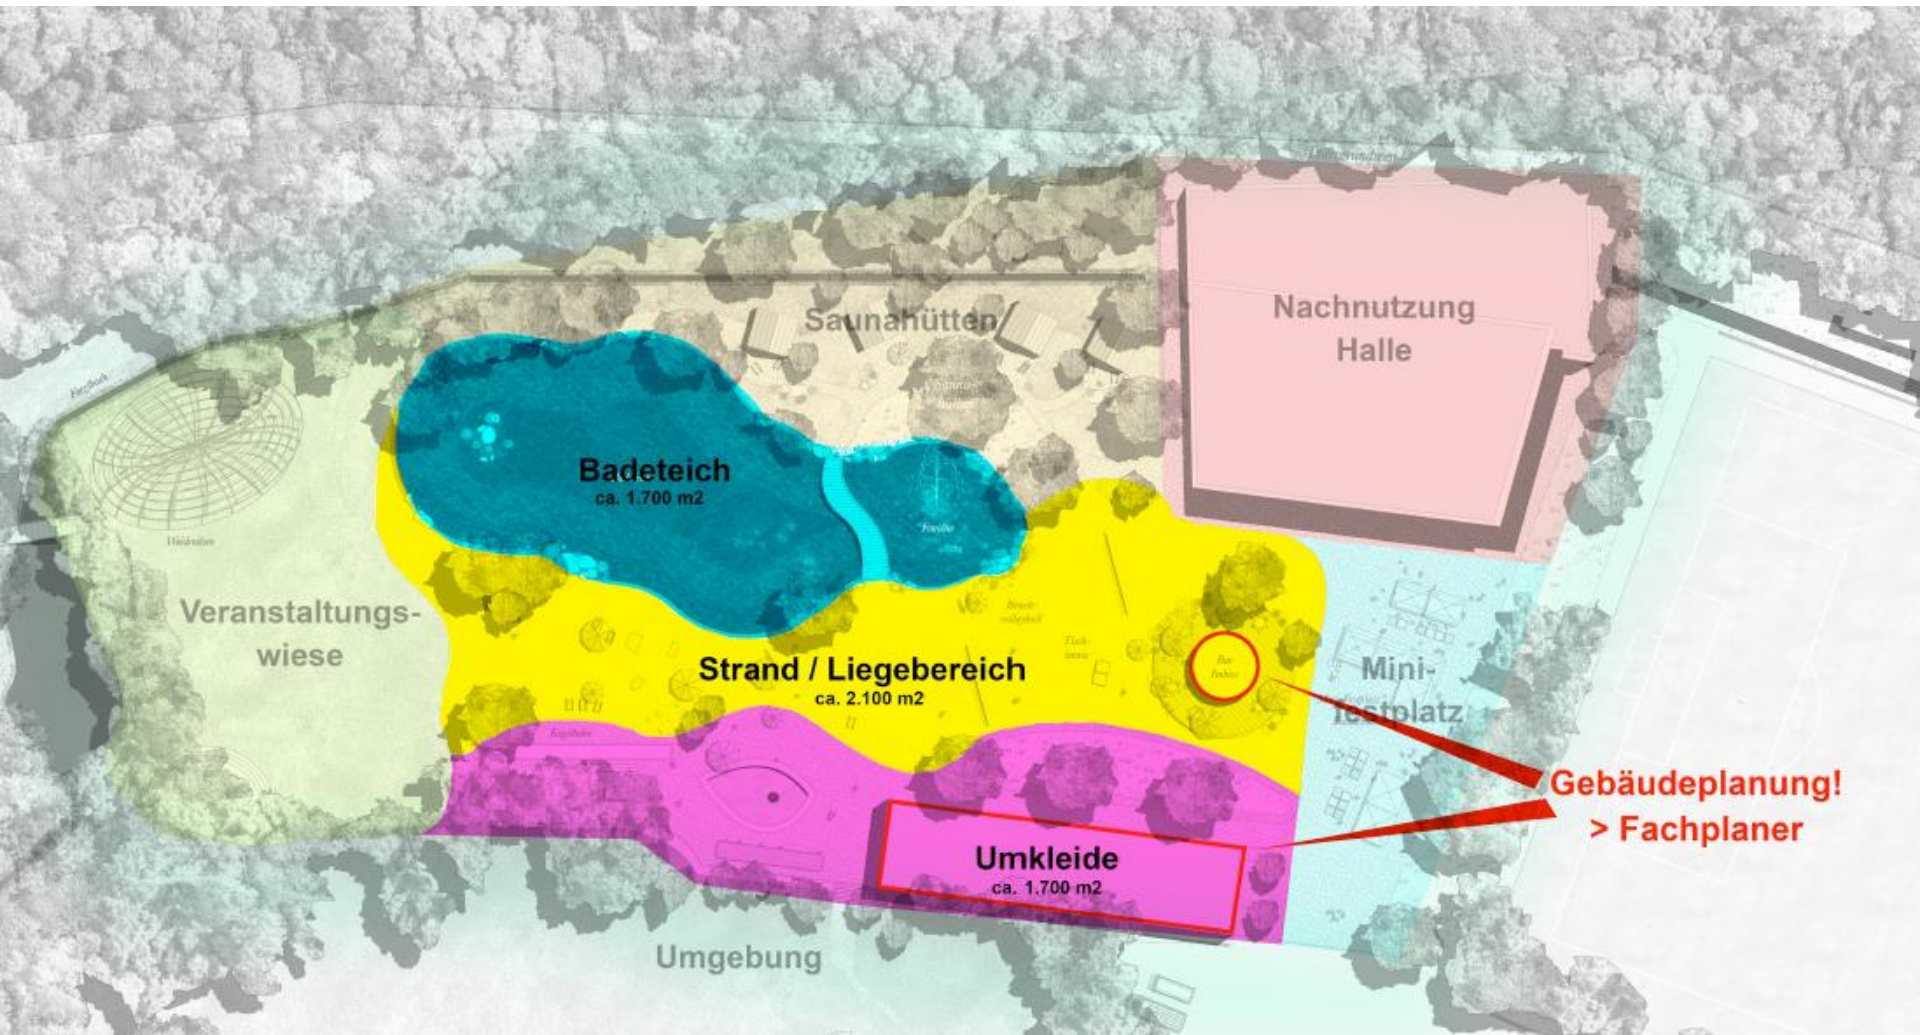 Saunahütten
Nachnutzung
Halle
Badeteich
ca. 1.700 m2
Veranstaltungs-
wiese
Strand / Liegebereich
ca. 2.100 m2
Mini-
festplatz
Gebäudeplanung!
> Fachplaner
Umkleide
ca. 1.700 m2
Umgebung